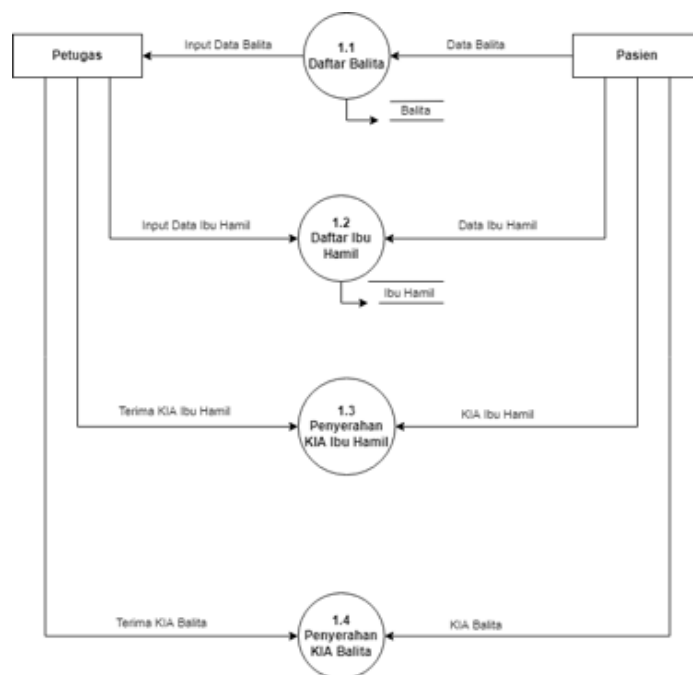 Petugas
Input Data Balita
1.1
Daftar Balita
Data Balita
Pasien
Balita
Input Data Ibu Hamil
1.2
Daftar Ibu
Hamil
Data Ibu Hamil
Ibu Hamil
Terima KIA Ibu Hamil
1.3
Penyerahan
KIA Ibu Hamil
KIA Ibu Hamil
Terima KIA Balita
1.4
Penyerahan
KIA Balita
KIA Balita